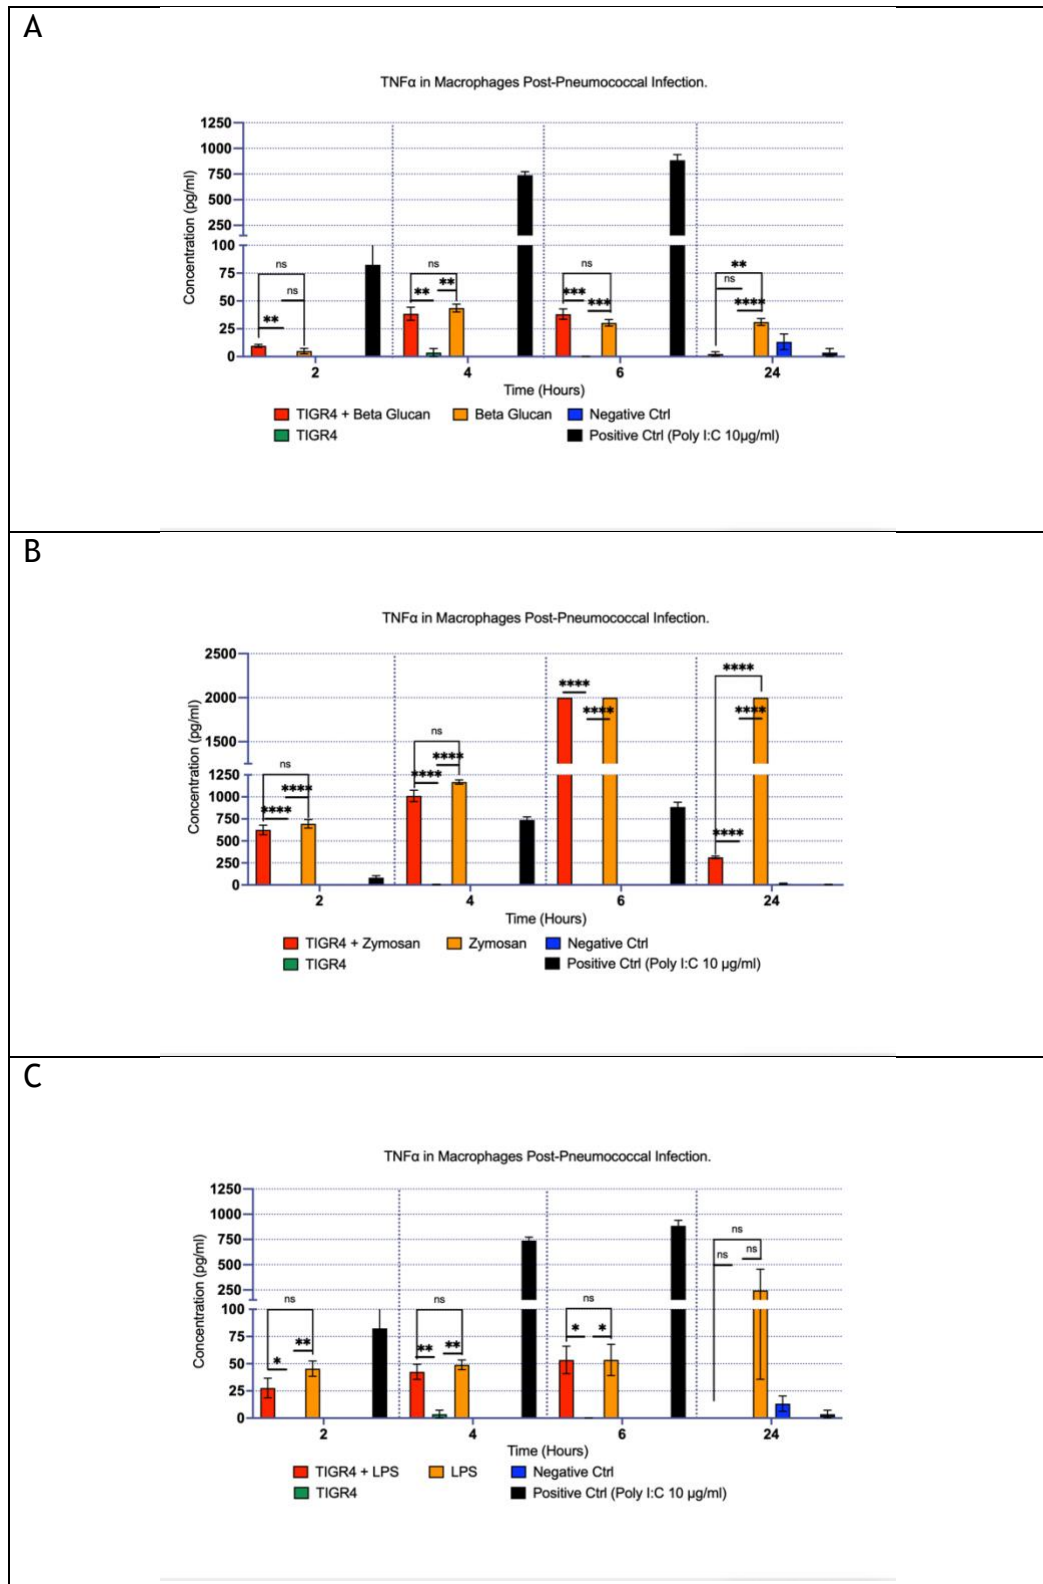 A
TNFα in Macrophages Post-Pneumococcal Infection.
Concentration (pg/ml)
1250
1000
750
500
250
100
75
50
25
0
ns
ns
**
ns
**
**
ns
***
***
**
ns
****
2
4
6
24
Time (Hours)
TIGR4 + Beta Glucan
Beta Glucan
Negative Ctrl
TIGR4
Positive Ctrl (Poly I:C 10µg/ml)
B
TNFα in Macrophages Post-Pneumococcal Infection.
Concentration (pg/ml)
2500
2000
1500
1250
1000
750
500
250
0
ns
****
****
ns
****
****
****
****
****
****
****
2
4
6
24
Time (Hours)
TIGR4 + Zymosan
Zymosan
Negative Ctrl
TIGR4
Positive Ctrl (Poly I:C 10 µg/ml)
C
TNFα in Macrophages Post-Pneumococcal Infection.
Concentration (pg/ml)
1250
1000
750
500
250
100
75
50
25
0
ns
**
*
ns
**
**
ns
*
*
ns
ns
ns
2
4
6
24
Time (Hours)
TIGR4 + LPS
LPS
Negative Ctrl
TIGR4
Positive Ctrl (Poly I:C 10 µg/ml)